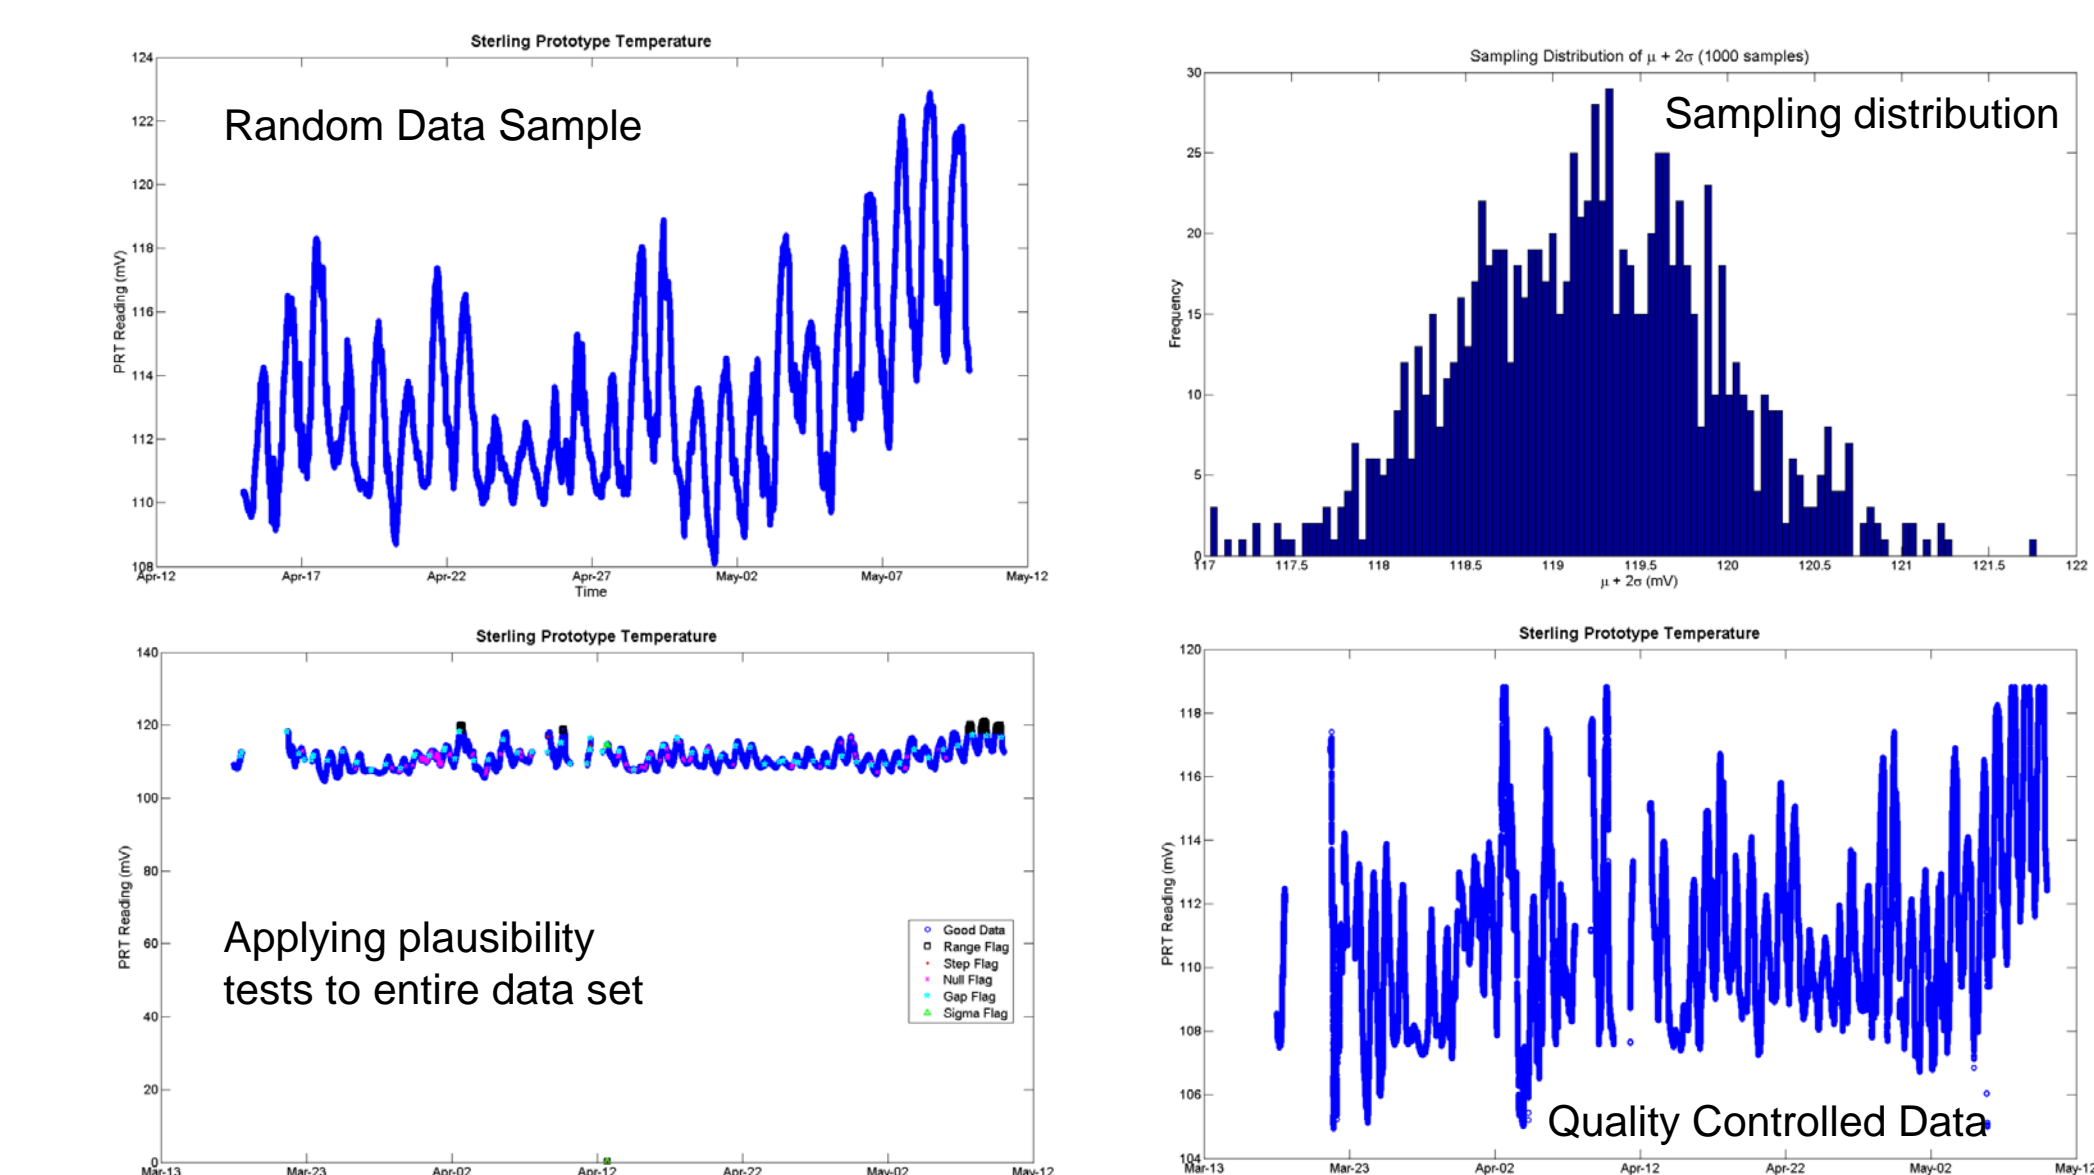 Sterling Prototype Temperature
Random Data Sample
PRT Reading (mV)
124
122
120
118
116
114
112
110
108
Apr-12
Apr-17
Apr-22
Apr-27
May-02
May-07
May-12
Time
Sampling Distribution of μ + 2σ (1000 samples)
Sampling distribution
Frequency
30
25
20
15
10
5
0
117
117.5
118
118.5
119
119.5
120
120.5
121
121.5
122
μ + 2σ (mV)
Sterling Prototype Temperature
PRT Reading (mV)
140
120
100
80
60
40
20
0
Applying plausibility
tests to entire data set
Good Data
Range Flag
Step Flag
Null Flag
Gap Flag
Sigma Flag
Mar-13
Mar-23
Apr-02
Apr-12
Apr-22
May-02
May-12
Sterling Prototype Temperature
PRT Reading (mV)
120
118
116
114
112
110
108
106
104
Quality Controlled Data
Mar-13
Mar-23
Apr-02
Apr-12
Apr-22
May-02
May-12